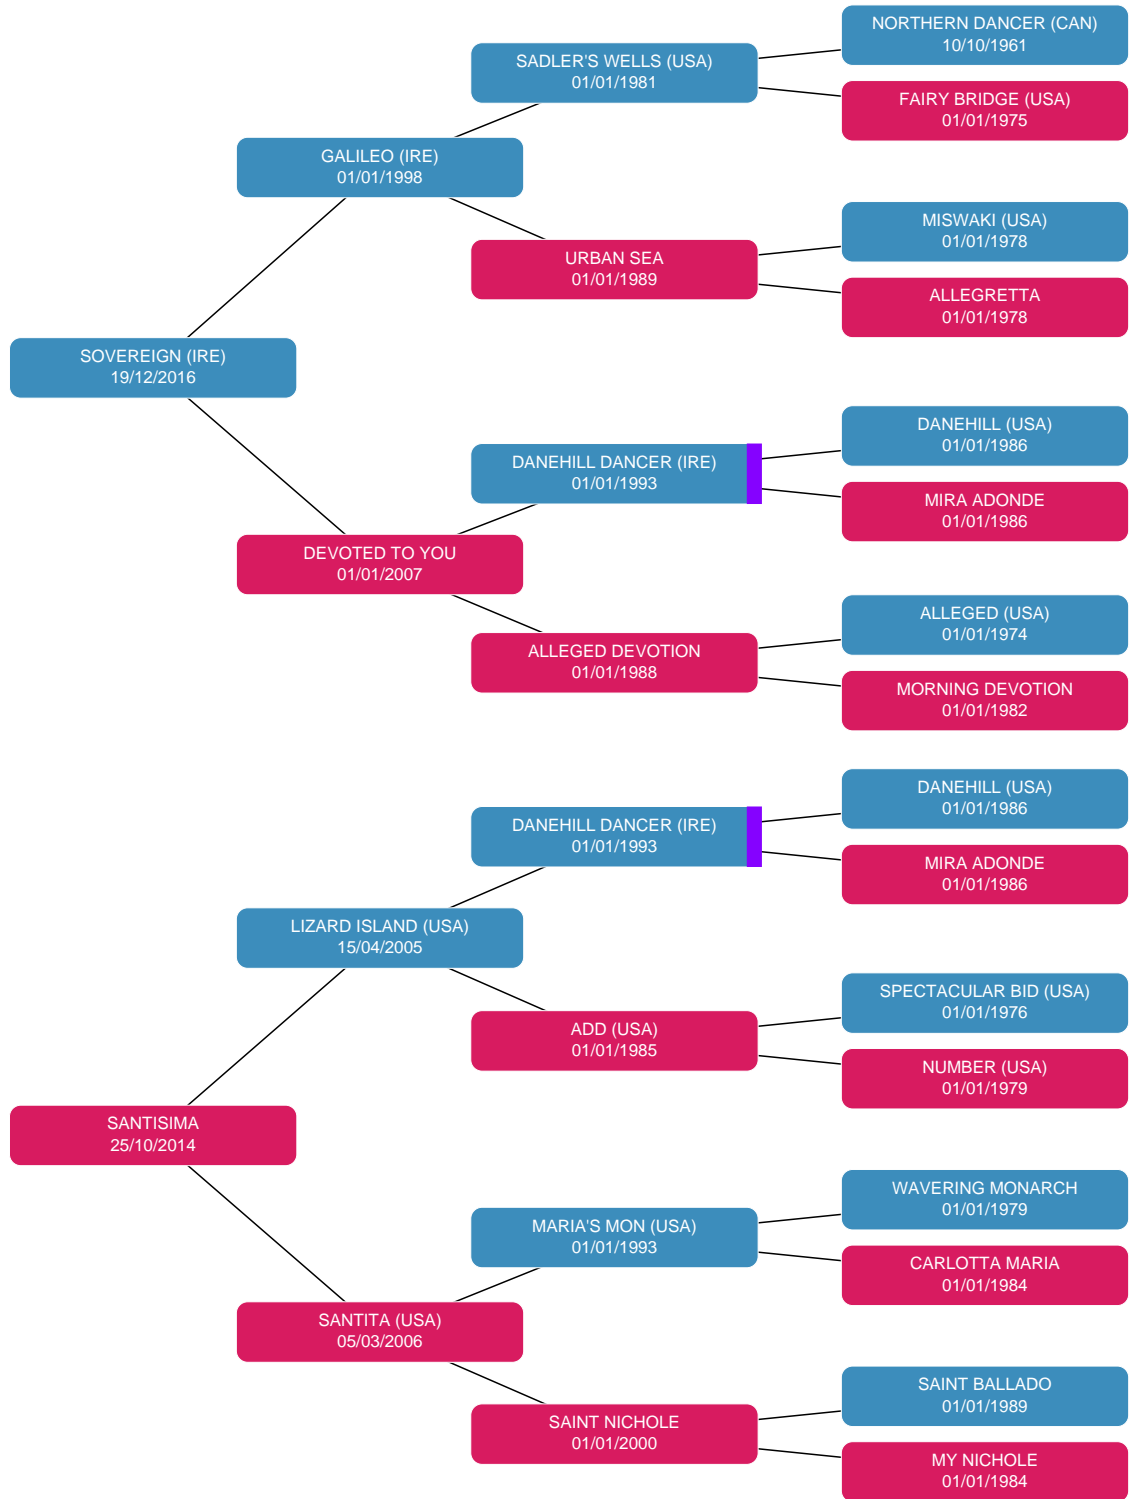 NORTHERN DANCER (CAN)
10/10/1961
SADLER'S WELLS (USA)
01/01/1981
FAIRY BRIDGE (USA)
01/01/1975
GALILEO (IRE)
01/01/1998
MISWAKI (USA)
01/01/1978
URBAN SEA
01/01/1989
ALLEGRETTA
01/01/1978
SOVEREIGN (IRE)
19/12/2016
DANEHILL (USA)
01/01/1986
DANEHILL DANCER (IRE)
01/01/1993
MIRA ADONDE
01/01/1986
DEVOTED TO YOU
01/01/2007
ALLEGED (USA)
01/01/1974
ALLEGED DEVOTION
01/01/1988
MORNING DEVOTION
01/01/1982
DANEHILL (USA)
01/01/1986
DANEHILL DANCER (IRE)
01/01/1993
MIRA ADONDE
01/01/1986
LIZARD ISLAND (USA)
15/04/2005
SPECTACULAR BID (USA)
01/01/1976
ADD (USA)
01/01/1985
NUMBER (USA)
01/01/1979
SANTISIMA
25/10/2014
WAVERING MONARCH
01/01/1979
MARIA'S MON (USA)
01/01/1993
CARLOTTA MARIA
01/01/1984
SANTITA (USA)
05/03/2006
SAINT BALLADO
01/01/1989
SAINT NICHOLE
01/01/2000
MY NICHOLE
01/01/1984